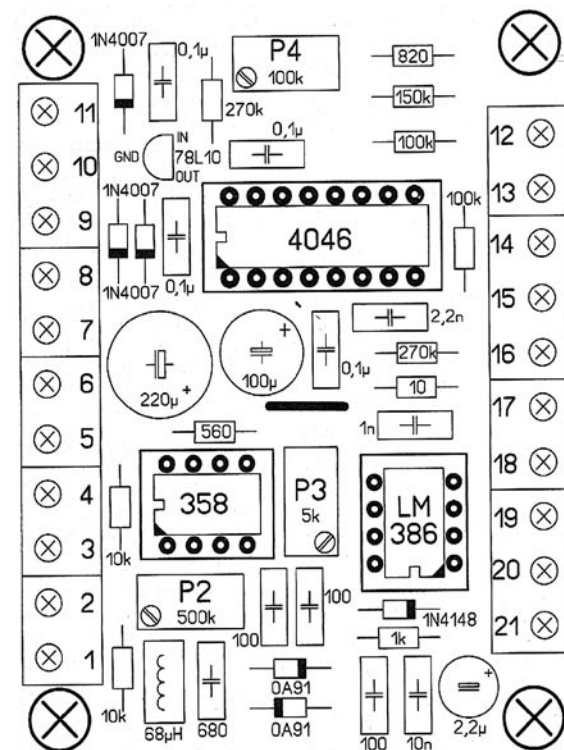 1N4007
0,1µ
P4
100k
820
150k
100k
270k
0,1µ
IN
GND
78L10
OUT
11
10
9
8
7
6
5
4
3
2
1
12
13
14
15
16
17
18
19
20
21
1N4007
1N4007
0,1µ
4046
100k
2,2n
220µ
+
100µ
+
0,1µ
270k
10
1n
560
358
P3
5k
LM
386
10k
P2
500k
100
100
1N4148
1k
10k
68µH
680
0A91
0A91
100
10n
2,2µ
+